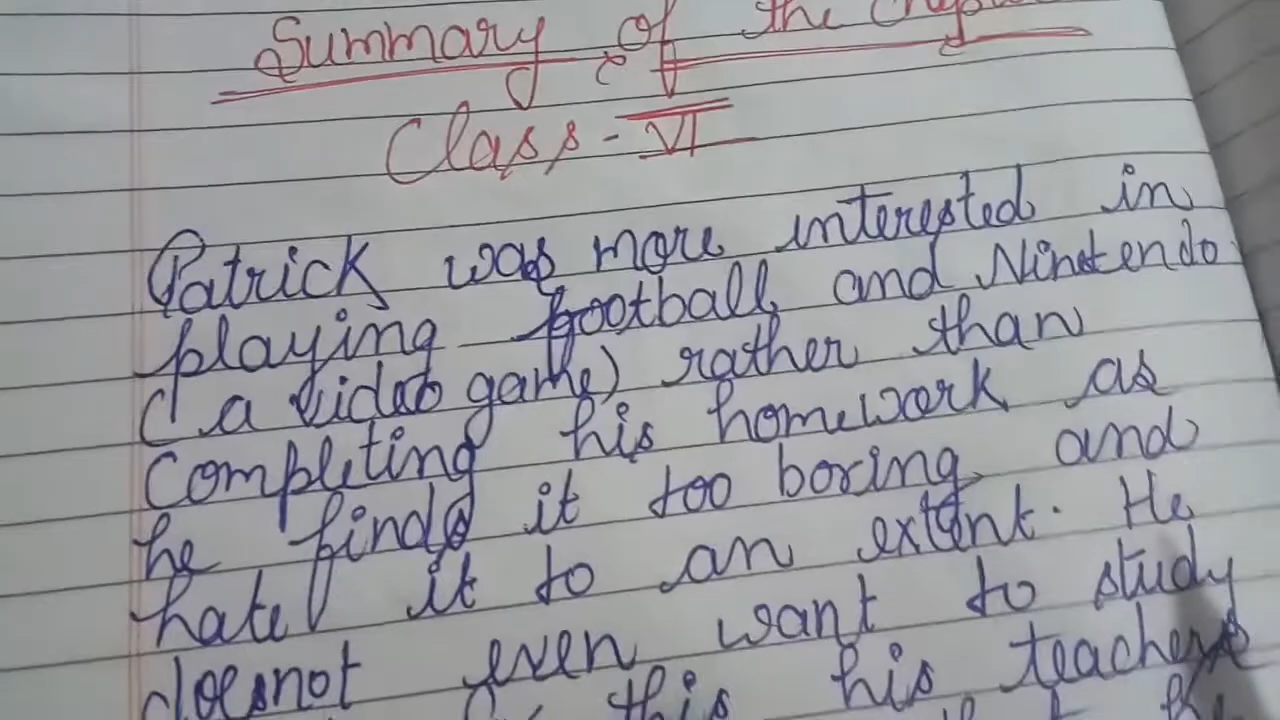 Summary of the
Class - VI
Patrick was more interested in
playing football and Nintendo
( a video game) rather than
completing his homework as
he finds it too boring and
hate it to an extent. He
doesnot even want to study
this his teachers